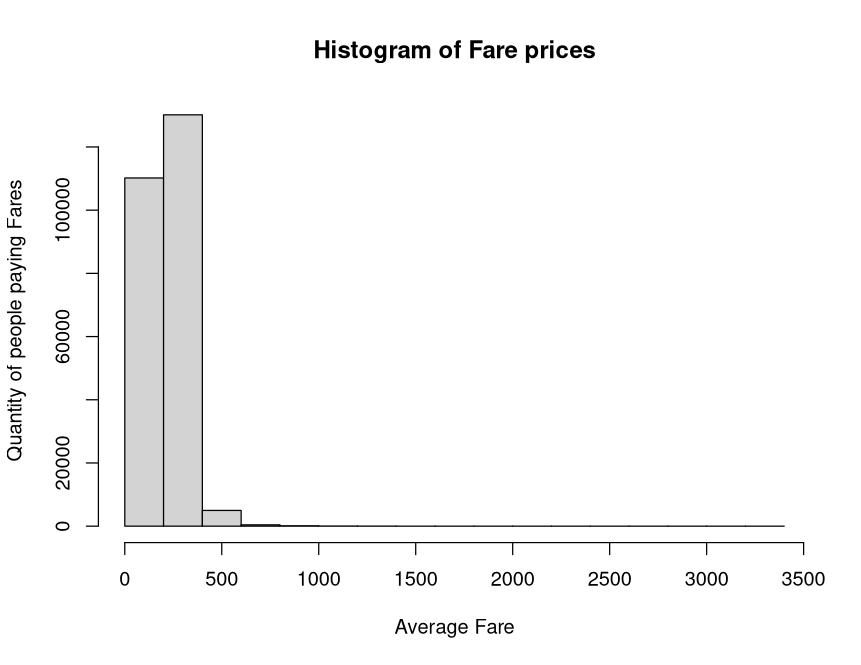 Histogram of Fare prices
Quantity of people paying Fares
100000
60000
20000
0
0 500 1000 1500 2000 2500 3000 3500
Average Fare